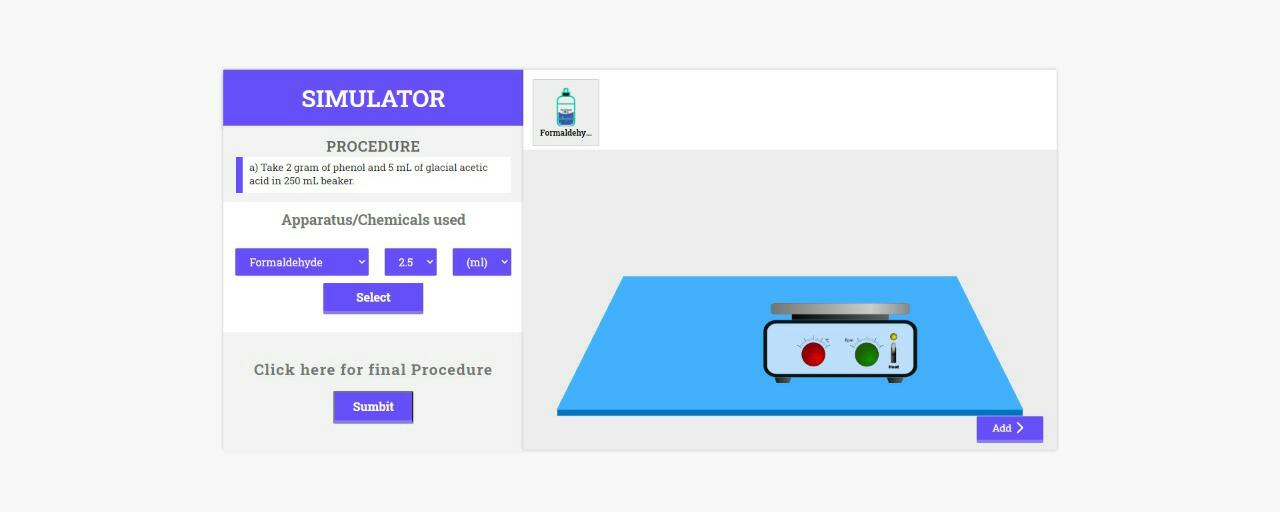 SIMULATOR
PROCEDURE
a) Take 2 gram of phenol and 5 mL of glacial acetic
acid in 250 mL beaker.
Apparatus/Chemicals used
Formaldehyde 2.5 (ml)
Select
Click here for final Procedure
Sumbit
Formaldehy...
°C
Rpm
Heat
Add